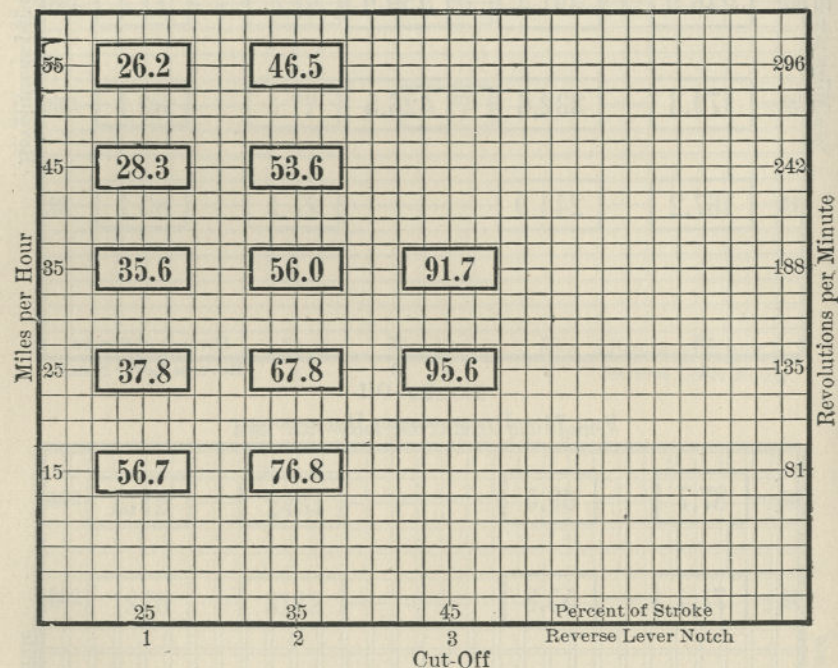 55 26.2 46.5 296
45 28.3 53.6 242
Miles per Hour
35 35.6 56.0 91.7 188
Revolutions per Minute
25 37.8 67.8 95.6 135
15 56.7 76.8 81
25 35 45 Percent of Stroke
1 2 3 Reverse Lever Notch
Cut-Off